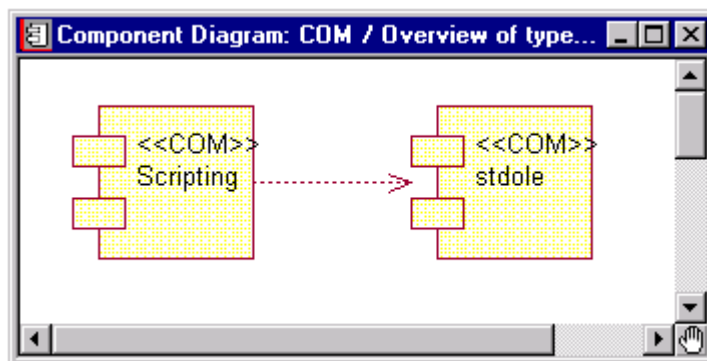 Component Diagram: COM / Overview of type...
<<COM>>
Scripting
<<COM>>
stdole